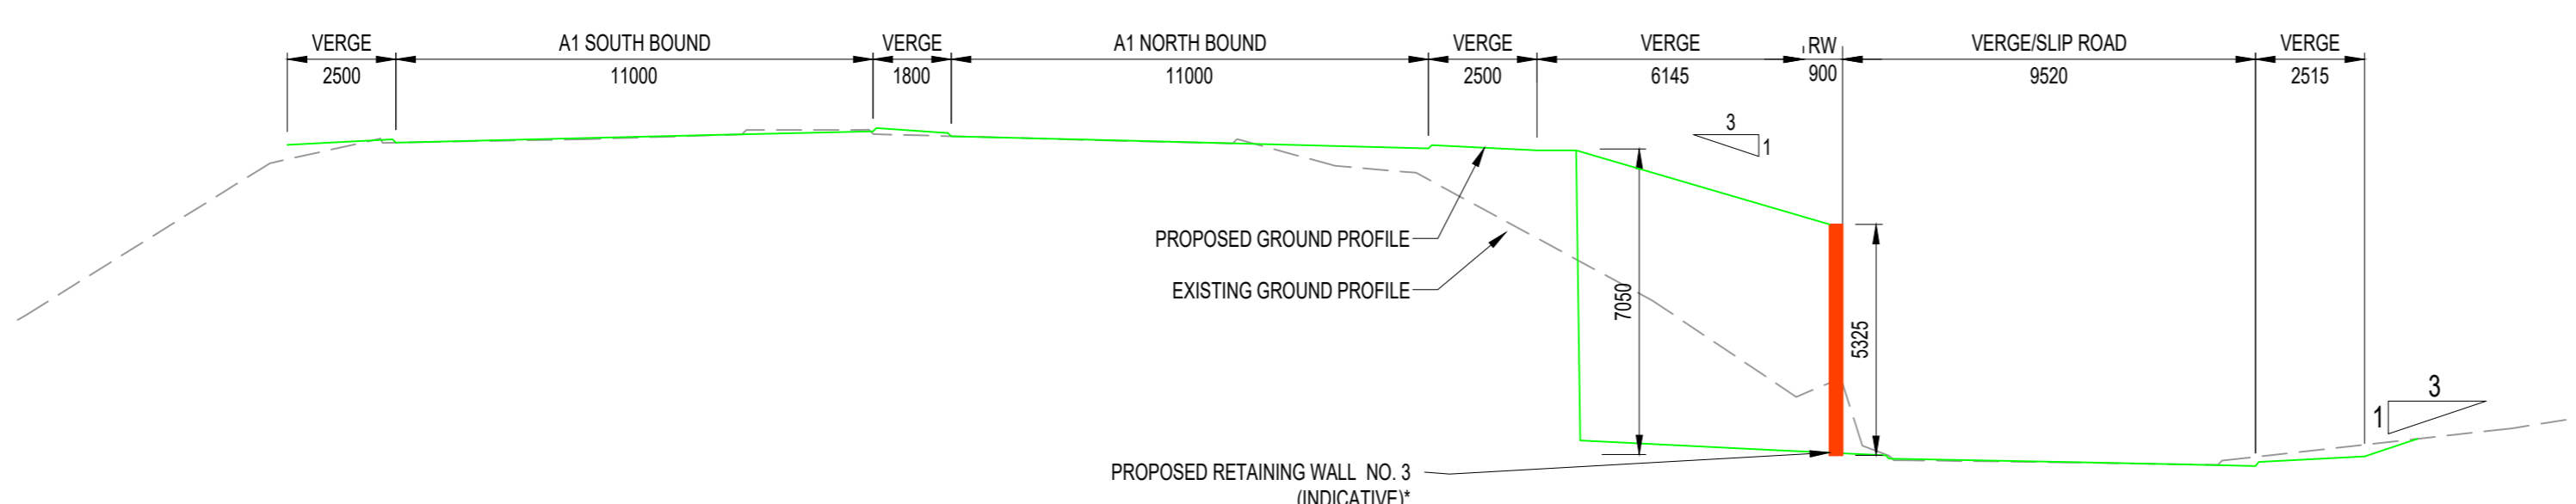 VERGE
A1 SOUTH BOUND
VERGE
A1 NORTH BOUND
VERGE
VERGE
RW
VERGE/SLIP ROAD
VERGE
2500
11000
1800
11000
2500
6145
900
9520
2515
3
1
PROPOSED GROUND PROFILE
EXISTING GROUND PROFILE
7050
5325
3
1
PROPOSED RETAINING WALL NO. 3
(INDICATIVE)*